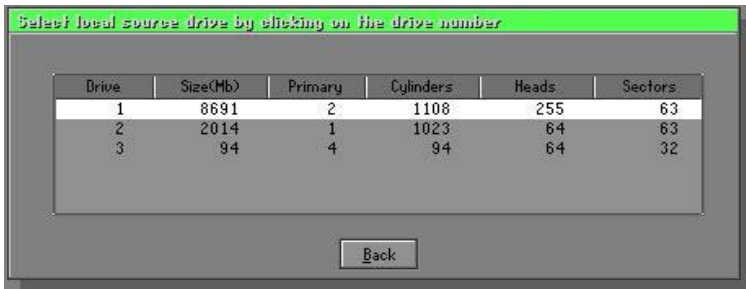 Select local source drive by clicking on the drive number
Drive Size(Mb) Primary Cylinders Heads Sectors
1 8691 2 1108 255 63
2 2014 1 1023 64 63
3 94 4 94 64 32
Back